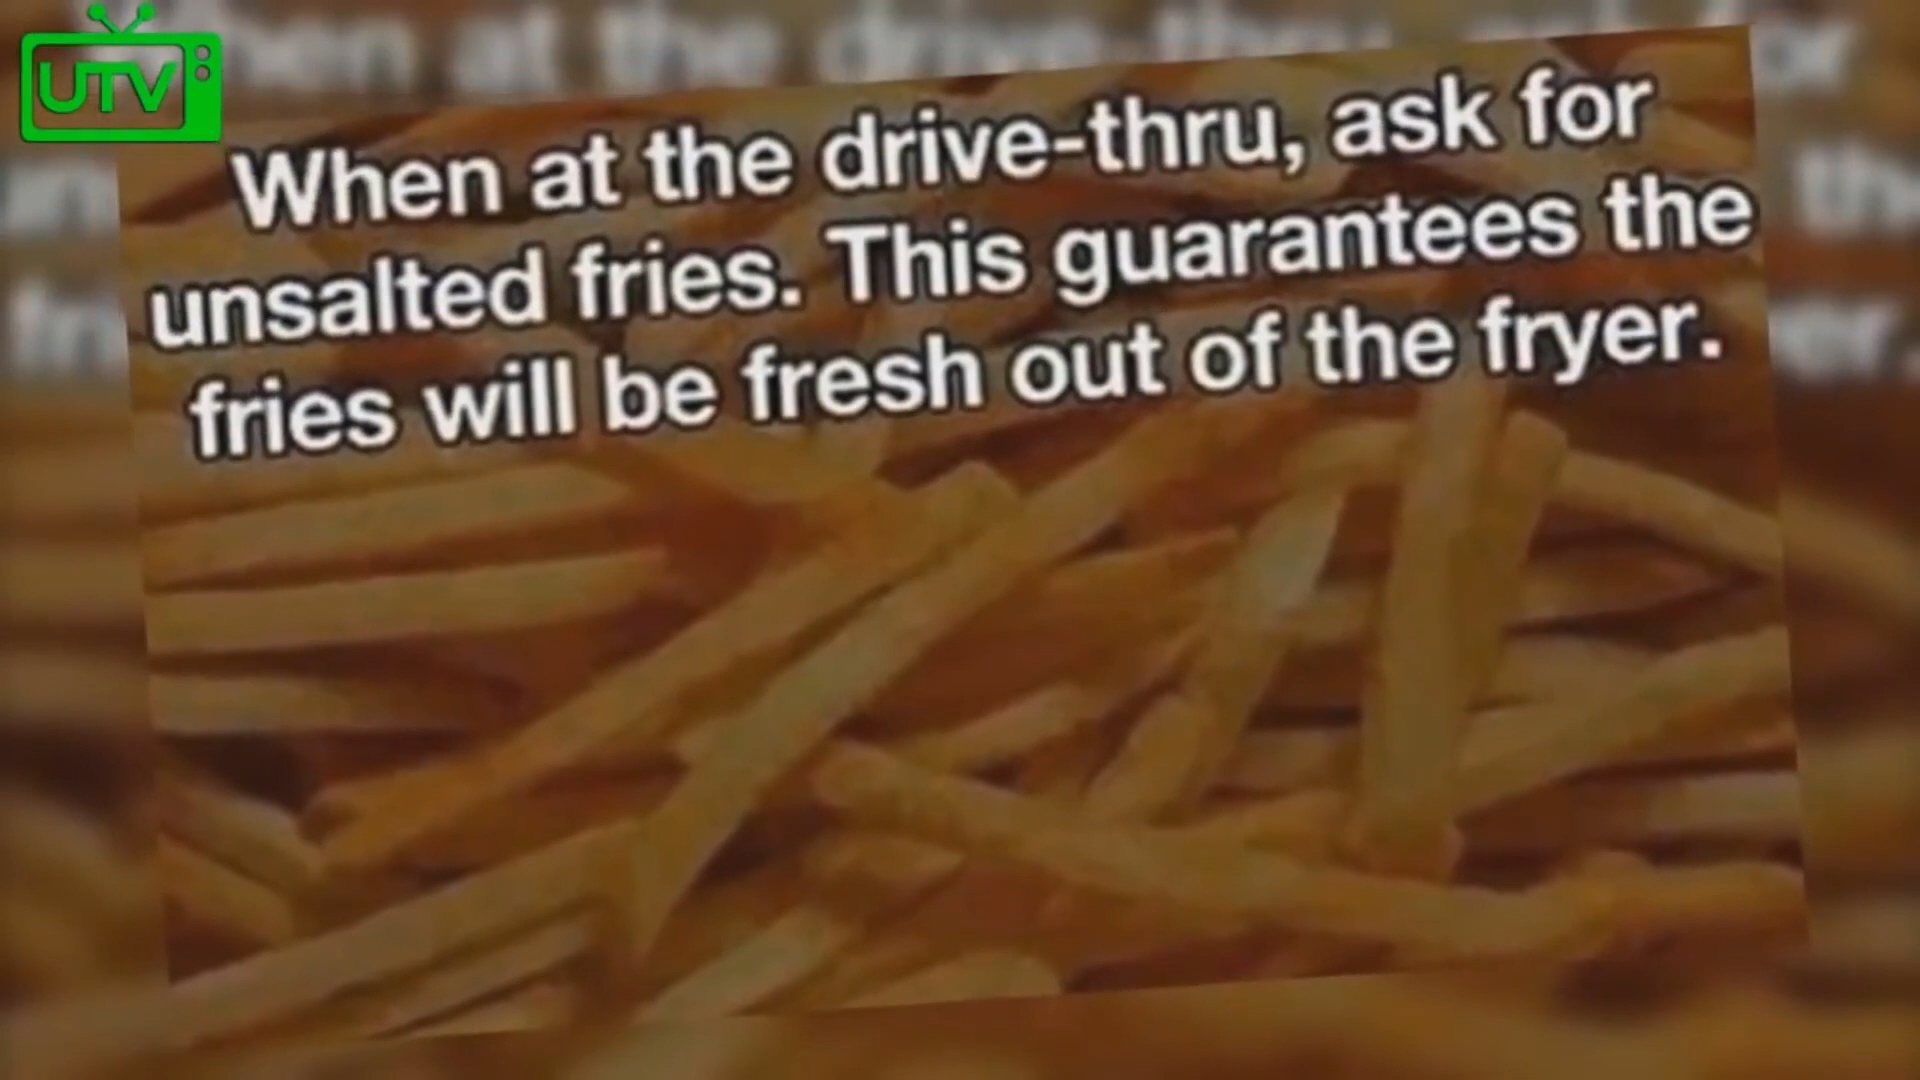 UTV
When at the drive-thru, ask for
unsalted fries. This guarantees the
fries will be fresh out of the fryer.